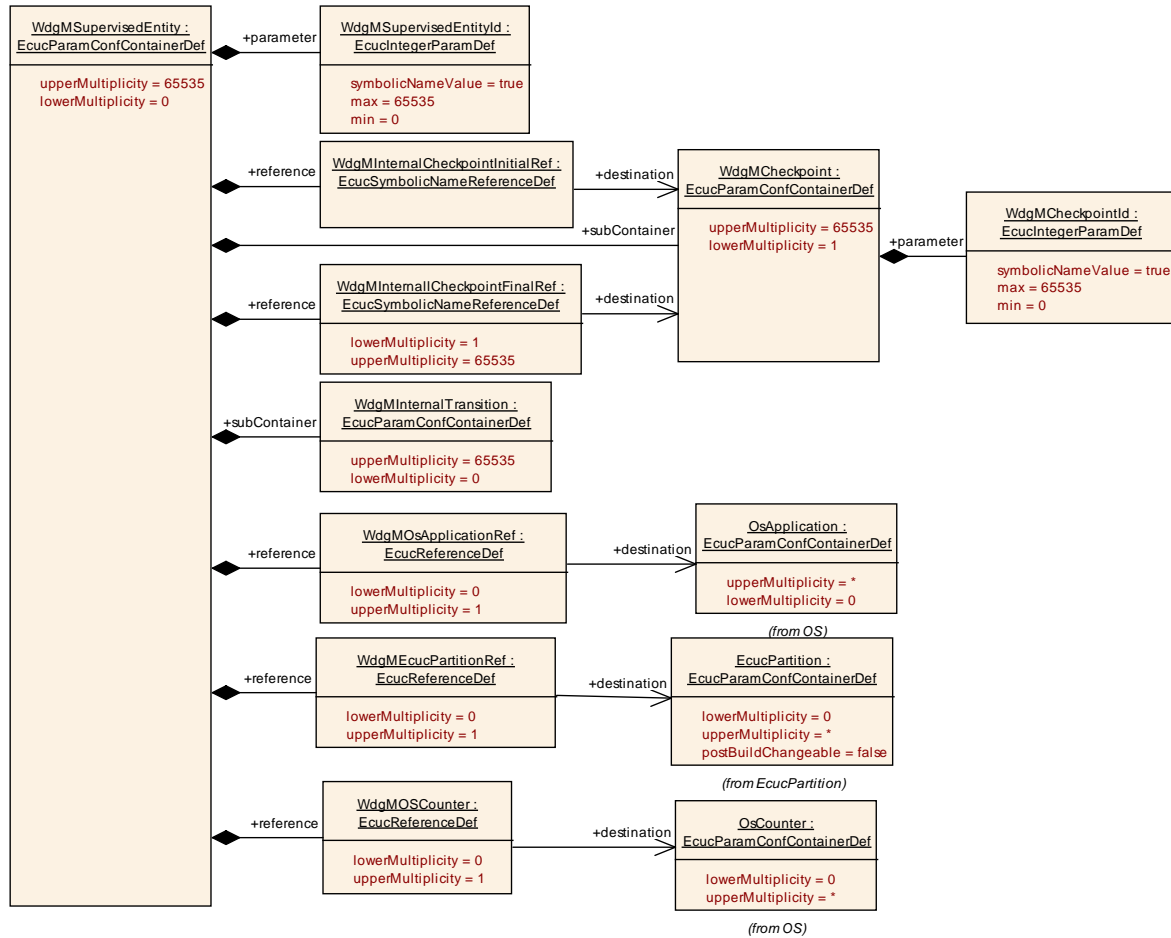 WdgMSupervisedEntity :
EcucParamConfContainerDef
upperMultiplicity = 65535
lowerMultiplicity = 0
+parameter
WdgMSupervisedEntityId :
EcucIntegerParamDef
symbolicNameValue = true
max = 65535
min = 0
+reference
WdgMInternalCheckpointInitialRef :
EcucSymbolicNameReferenceDef
+destination
WdgMCheckpoint :
EcucParamConfContainerDef
upperMultiplicity = 65535
lowerMultiplicity = 1
+subContainer
+parameter
WdgMCheckpointId :
EcucIntegerParamDef
symbolicNameValue = true
max = 65535
min = 0
+reference
WdgMInternallCheckpointFinalRef :
EcucSymbolicNameReferenceDef
lowerMultiplicity = 1
upperMultiplicity = 65535
+destination
+subContainer
WdgMInternalTransition :
EcucParamConfContainerDef
upperMultiplicity = 65535
lowerMultiplicity = 0
+reference
WdgMOsApplicationRef :
EcucReferenceDef
lowerMultiplicity = 0
upperMultiplicity = 1
+destination
OsApplication :
EcucParamConfContainerDef
upperMultiplicity = *
lowerMultiplicity = 0
(from OS)
+reference
WdgMEcucPartitionRef :
EcucReferenceDef
lowerMultiplicity = 0
upperMultiplicity = 1
+destination
EcucPartition :
EcucParamConfContainerDef
lowerMultiplicity = 0
upperMultiplicity = *
postBuildChangeable = false
(from EcucPartition)
+reference
WdgMOSCounter :
EcucReferenceDef
lowerMultiplicity = 0
upperMultiplicity = 1
+destination
OsCounter :
EcucParamConfContainerDef
lowerMultiplicity = 0
upperMultiplicity = *
(from OS)